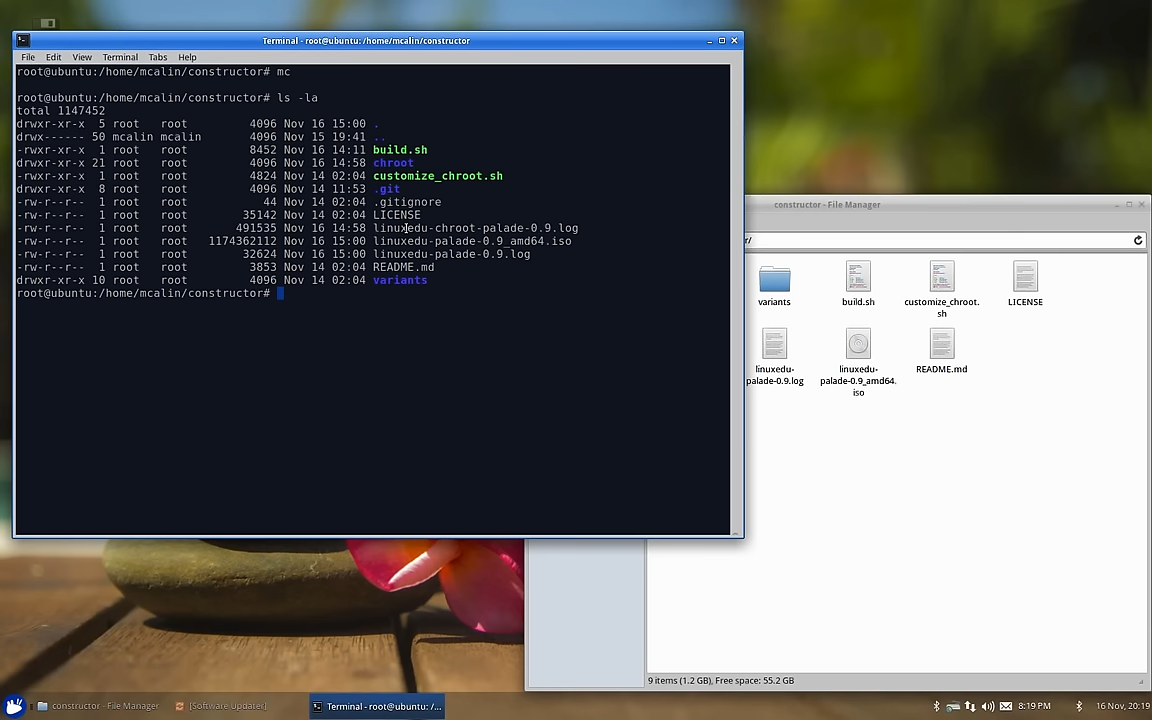 Terminal - root@ubuntu: /home/mcalin/constructor
File Edit View Terminal Tabs Help
root@ubuntu:/home/mcalin/constructor# mc
root@ubuntu:/home/mcalin/constructor# ls -la
total 1147452
drwxr-xr-x  5 root   root         4096 Nov 16 15:00 .
drwx------ 50 mcalin mcalin       4096 Nov 15 19:41 ..
-rwxr-xr-x  1 root   root         8452 Nov 16 14:11 build.sh
drwxr-xr-x 21 root   root         4096 Nov 16 14:58 chroot
-rwxr-xr-x  1 root   root         4824 Nov 14 02:04 customize_chroot.sh
drwxr-xr-x  8 root   root         4096 Nov 14 11:53 .git
-rw-r--r--  1 root   root           44 Nov 14 02:04 .gitignore
-rw-r--r--  1 root   root        35142 Nov 14 02:04 LICENSE
-rw-r--r--  1 root   root       491535 Nov 16 14:58 linuxedu-chroot-palade-0.9.log
-rw-r--r--  1 root   root   1174362112 Nov 16 15:00 linuxedu-palade-0.9_amd64.iso
-rw-r--r--  1 root   root        32624 Nov 16 15:00 linuxedu-palade-0.9.log
-rw-r--r--  1 root   root         3853 Nov 14 02:04 README.md
drwxr-xr-x 10 root   root         4096 Nov 14 02:04 variants
root@ubuntu:/home/mcalin/constructor#
constructor - File Manager
r/
variants build.sh customize_chroot. LICENSE
sh
linuxedu- linuxedu- README.md
palade-0.9.log palade-0.9_amd64.
iso
9 items (1.2 GB), Free space: 55.2 GB
constructor - File Manager [Software Updater] Terminal - root@ubuntu: /... 8:19 PM 16 Nov, 20:19